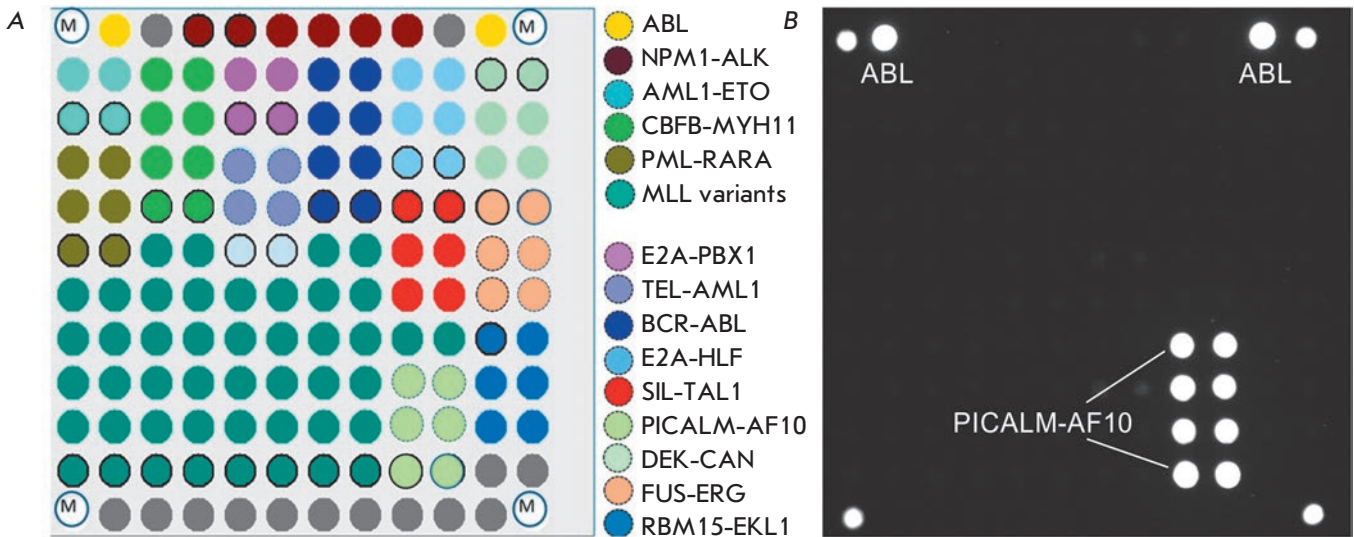 A
M
M
M
M
ABL
NPM1-ALK
AML1-ETO
CBFB-MYH11
PML-RARA
MLL variants
E2A-PBX1
TEL-AML1
BCR-ABL
E2A-HLF
SIL-TAL1
PICALM-AF10
DEK-CAN
FUS-ERG
RBM15-EKL1
B
ABL
ABL
PICALM-AF10